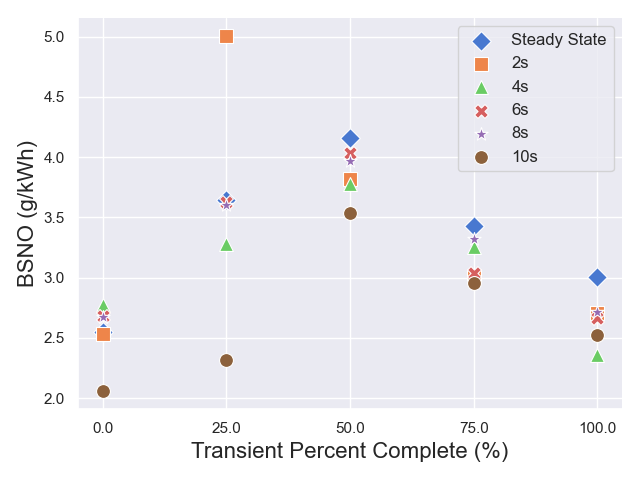 5.0
4.5
4.0
3.5
3.0
2.5
2.0
BSNO (g/kWh)
0.0 25.0 50.0 75.0 100.0
Transient Percent Complete (%)
Steady State
2s
4s
6s
8s
10s